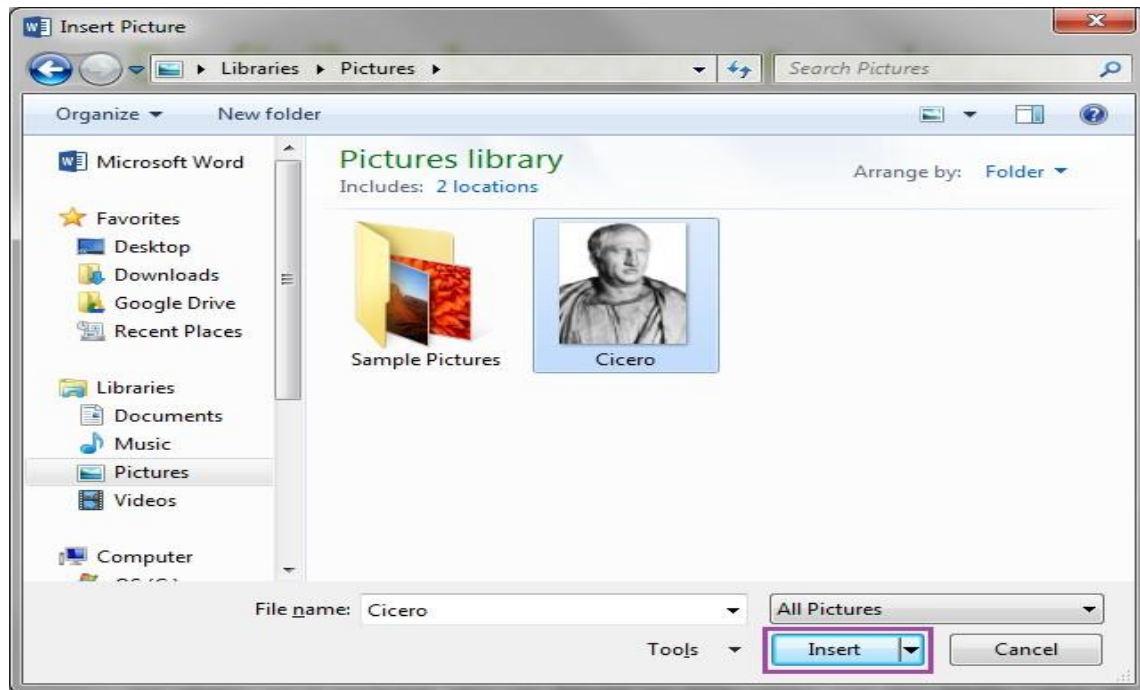 Insert Picture
Libraries Pictures
Search Pictures
Organize New folder
Microsoft Word
Favorites
Desktop
Downloads
Google Drive
Recent Places
Libraries
Documents
Music
Pictures
Videos
Computer
Pictures library
Includes: 2 locations
Arrange by: Folder
Sample Pictures
Cicero
File name: Cicero
All Pictures
Tools
Insert
Cancel